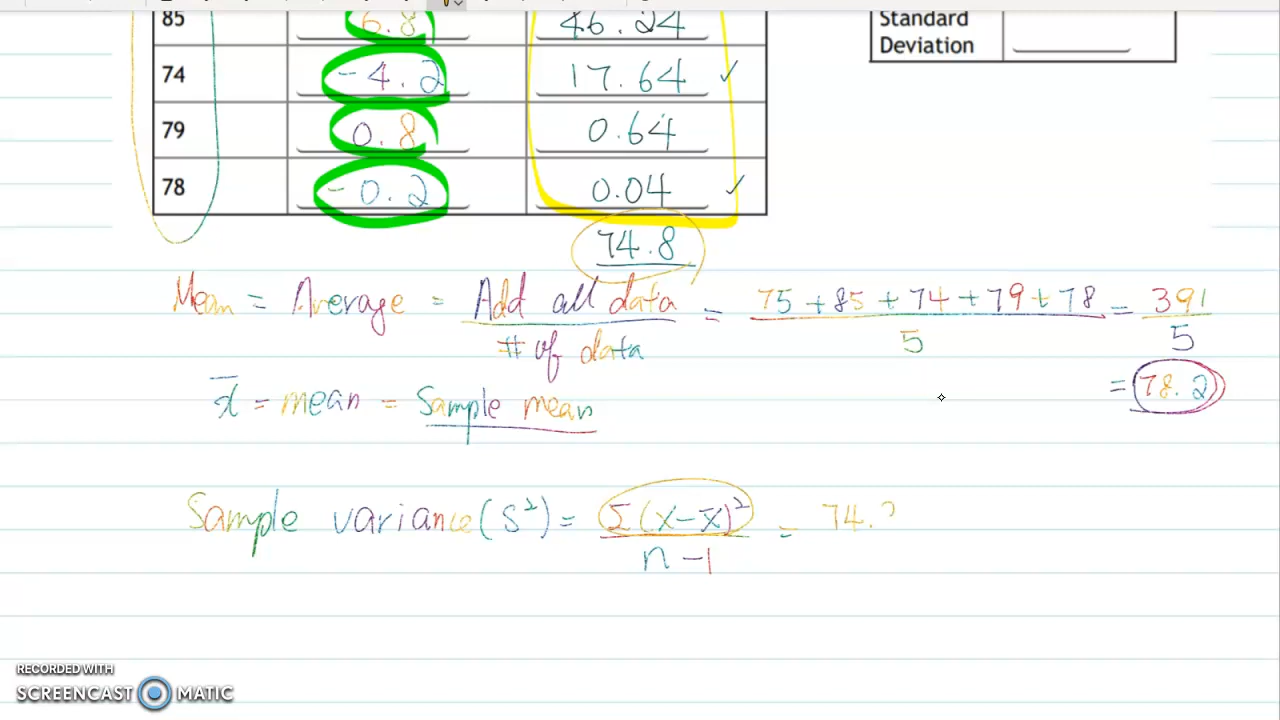 85 6.8 46.24 Standard
Deviation
74 -4.2 17.64 ✓
79 0.8 0.64
78 -0.2 0.04 ✓
74.8
Mean = Average = Add all data / # of data = 75 + 85 + 74 + 79 + 78 / 5 = 391 / 5
x̄ = mean = Sample mean = 78.2
Sample variance (S²) = Σ(x-x̄)² / n-1 = 74.
RECORDED WITH
SCREENCAST MATIC